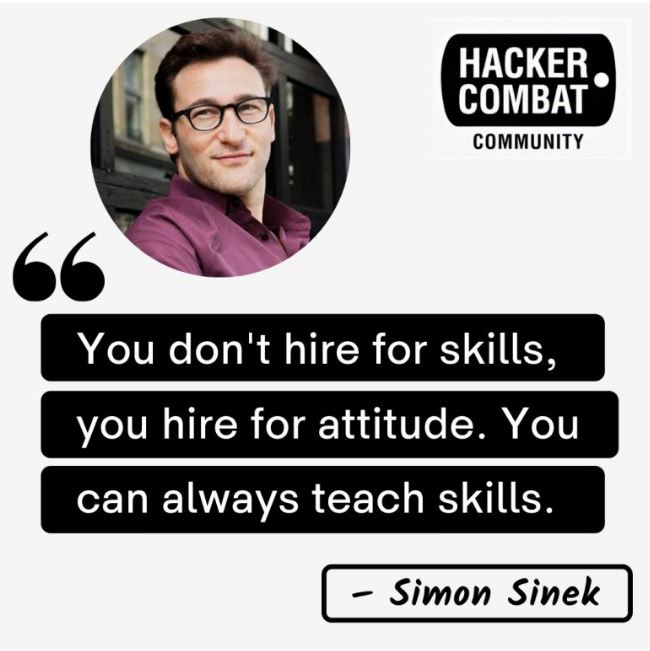 HACKER
COMBAT
COMMUNITY
“
You don't hire for skills,
you hire for attitude. You
can always teach skills.
– Simon Sinek